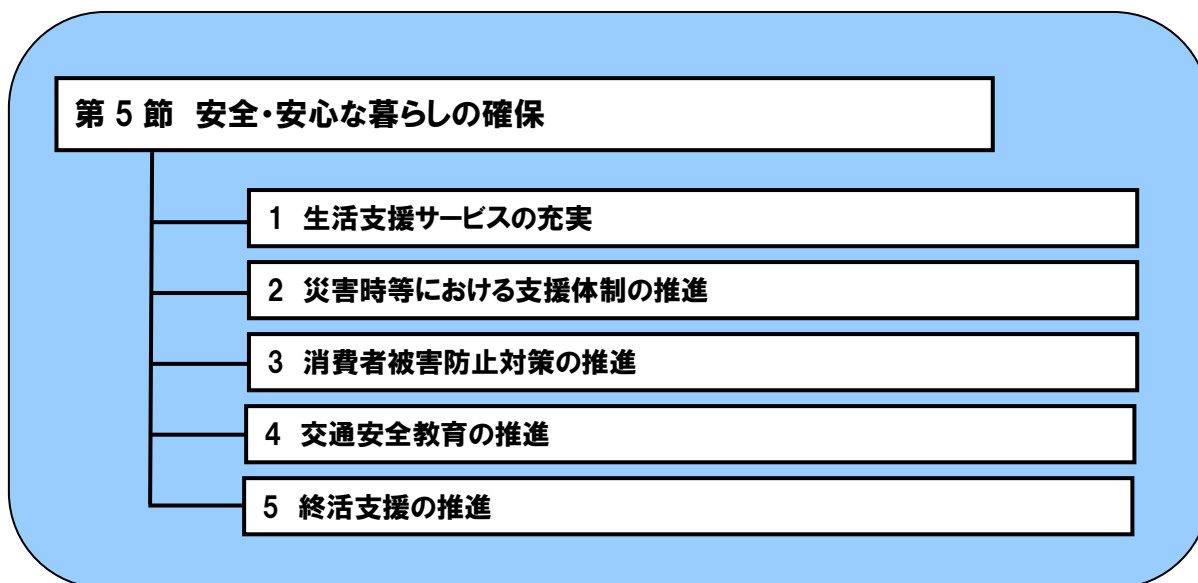 第 5 節 安全・安心な暮らしの確保
1 生活支援サービスの充実
2 災害時等における支援体制の推進
3 消費者被害防止対策の推進
4 交通安全教育の推進
5 終活支援の推進